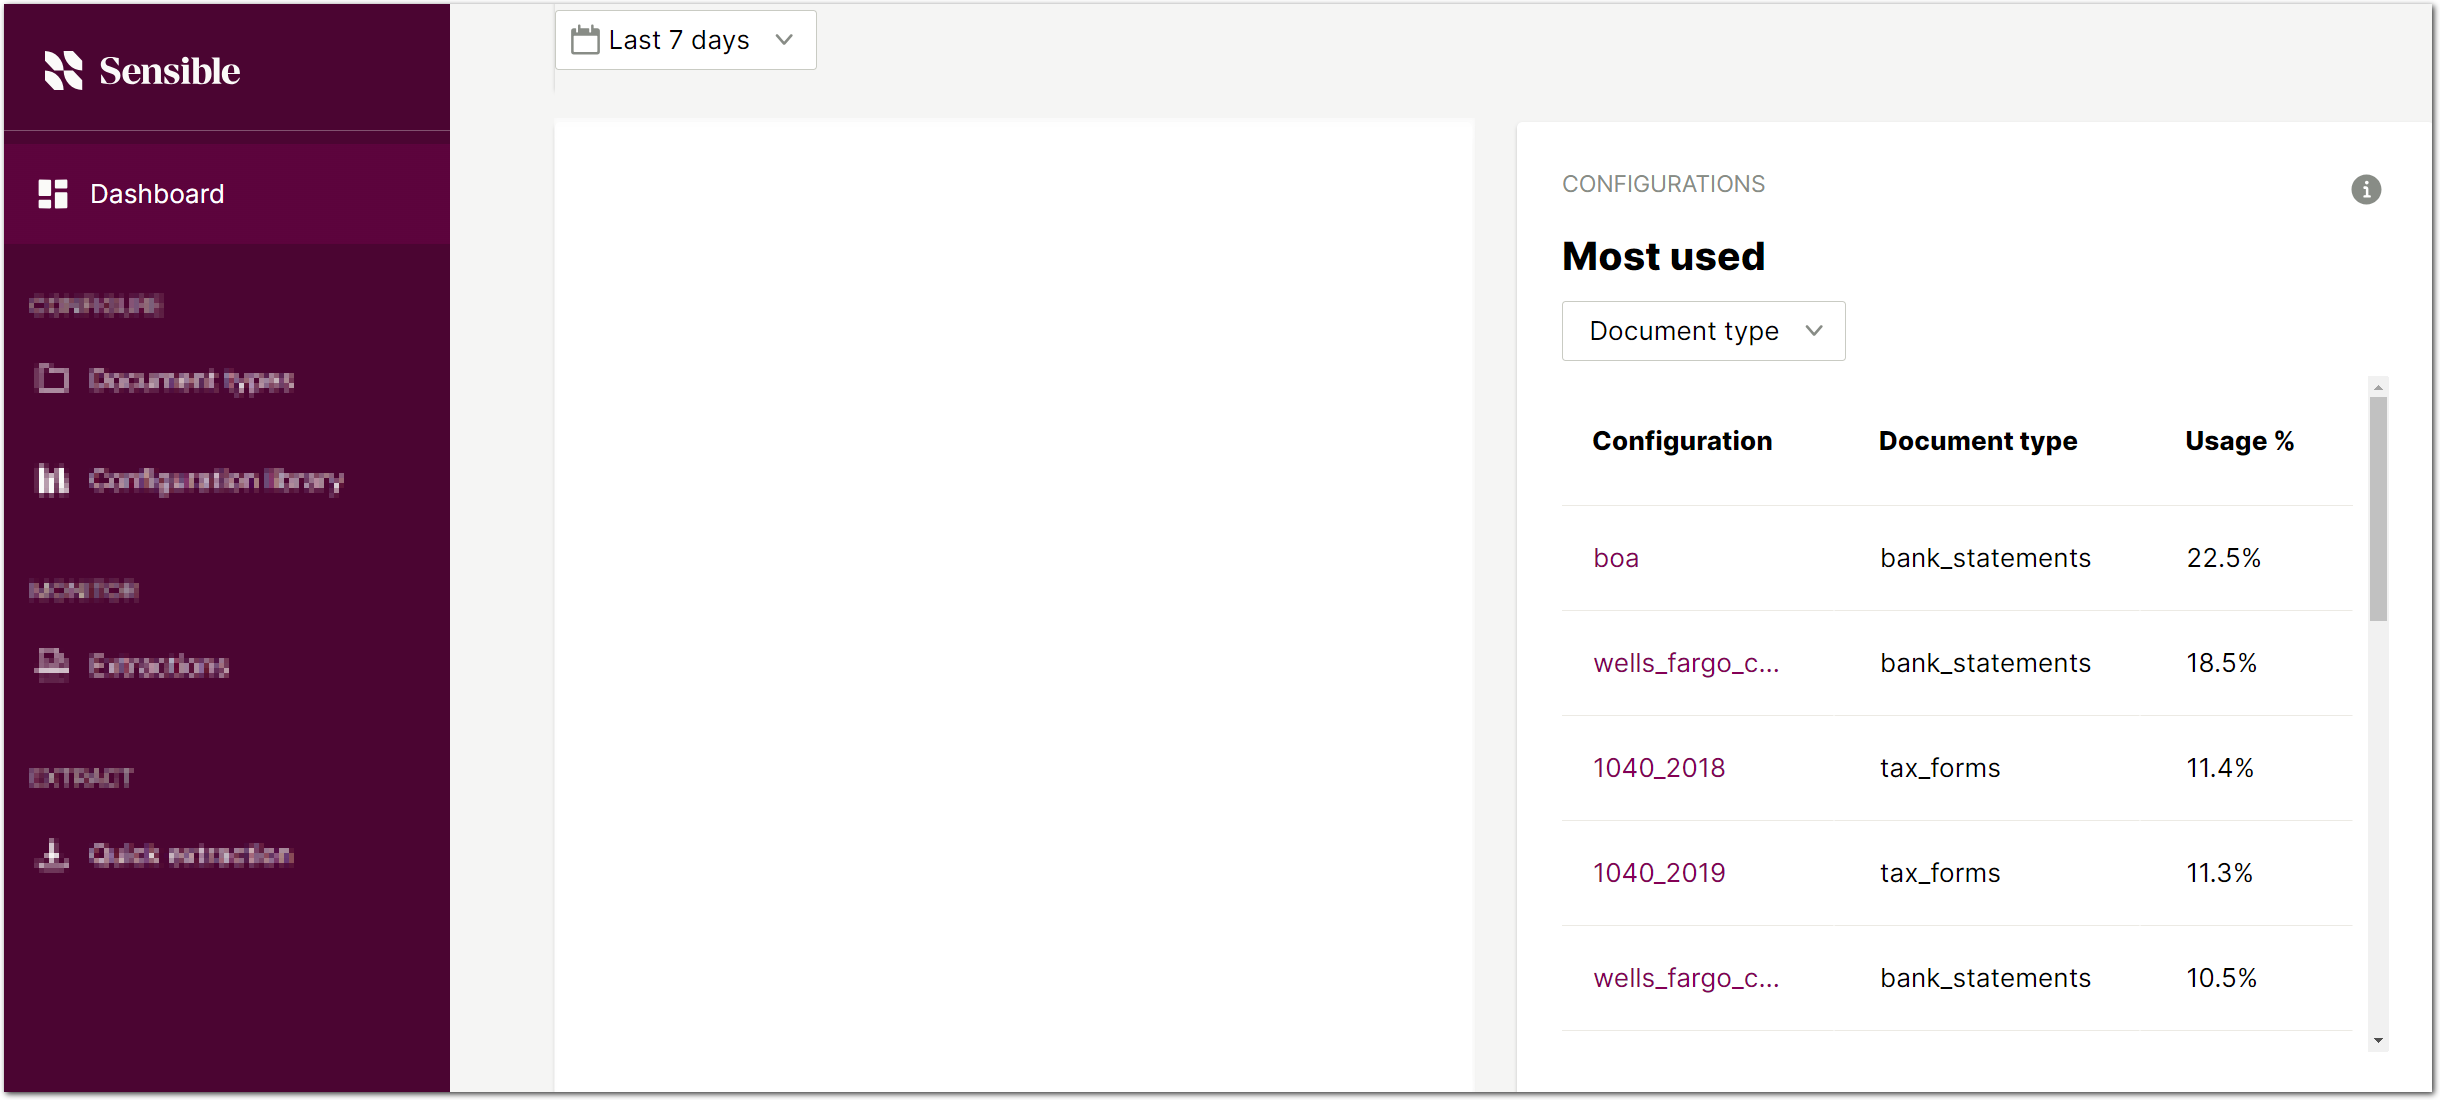 Sensible
Dashboard
CONFIGURE
Document types
Configuration library
MONITOR
Extractions
EXTRACT
Quick extraction
Last 7 days
CONFIGURATIONS
Most used
Document type
Configuration Document type Usage %
boa bank_statements 22.5%
wells_fargo_c... bank_statements 18.5%
1040_2018 tax_forms 11.4%
1040_2019 tax_forms 11.3%
wells_fargo_c... bank_statements 10.5%